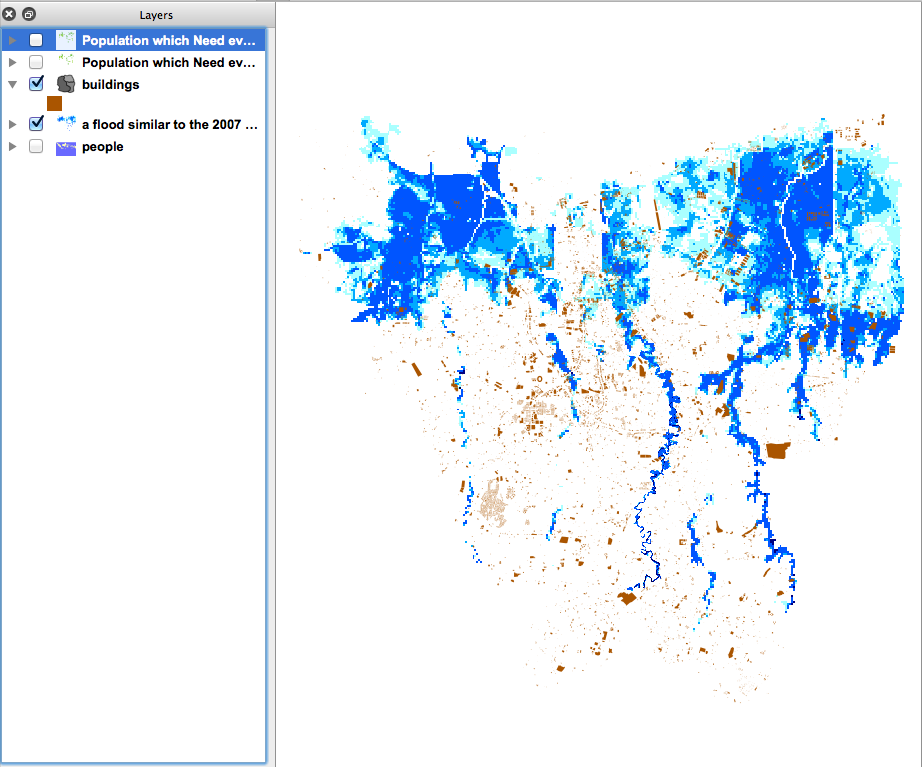 Layers
Population which Need ev...
Population which Need ev...
buildings
a flood similar to the 2007 ...
people